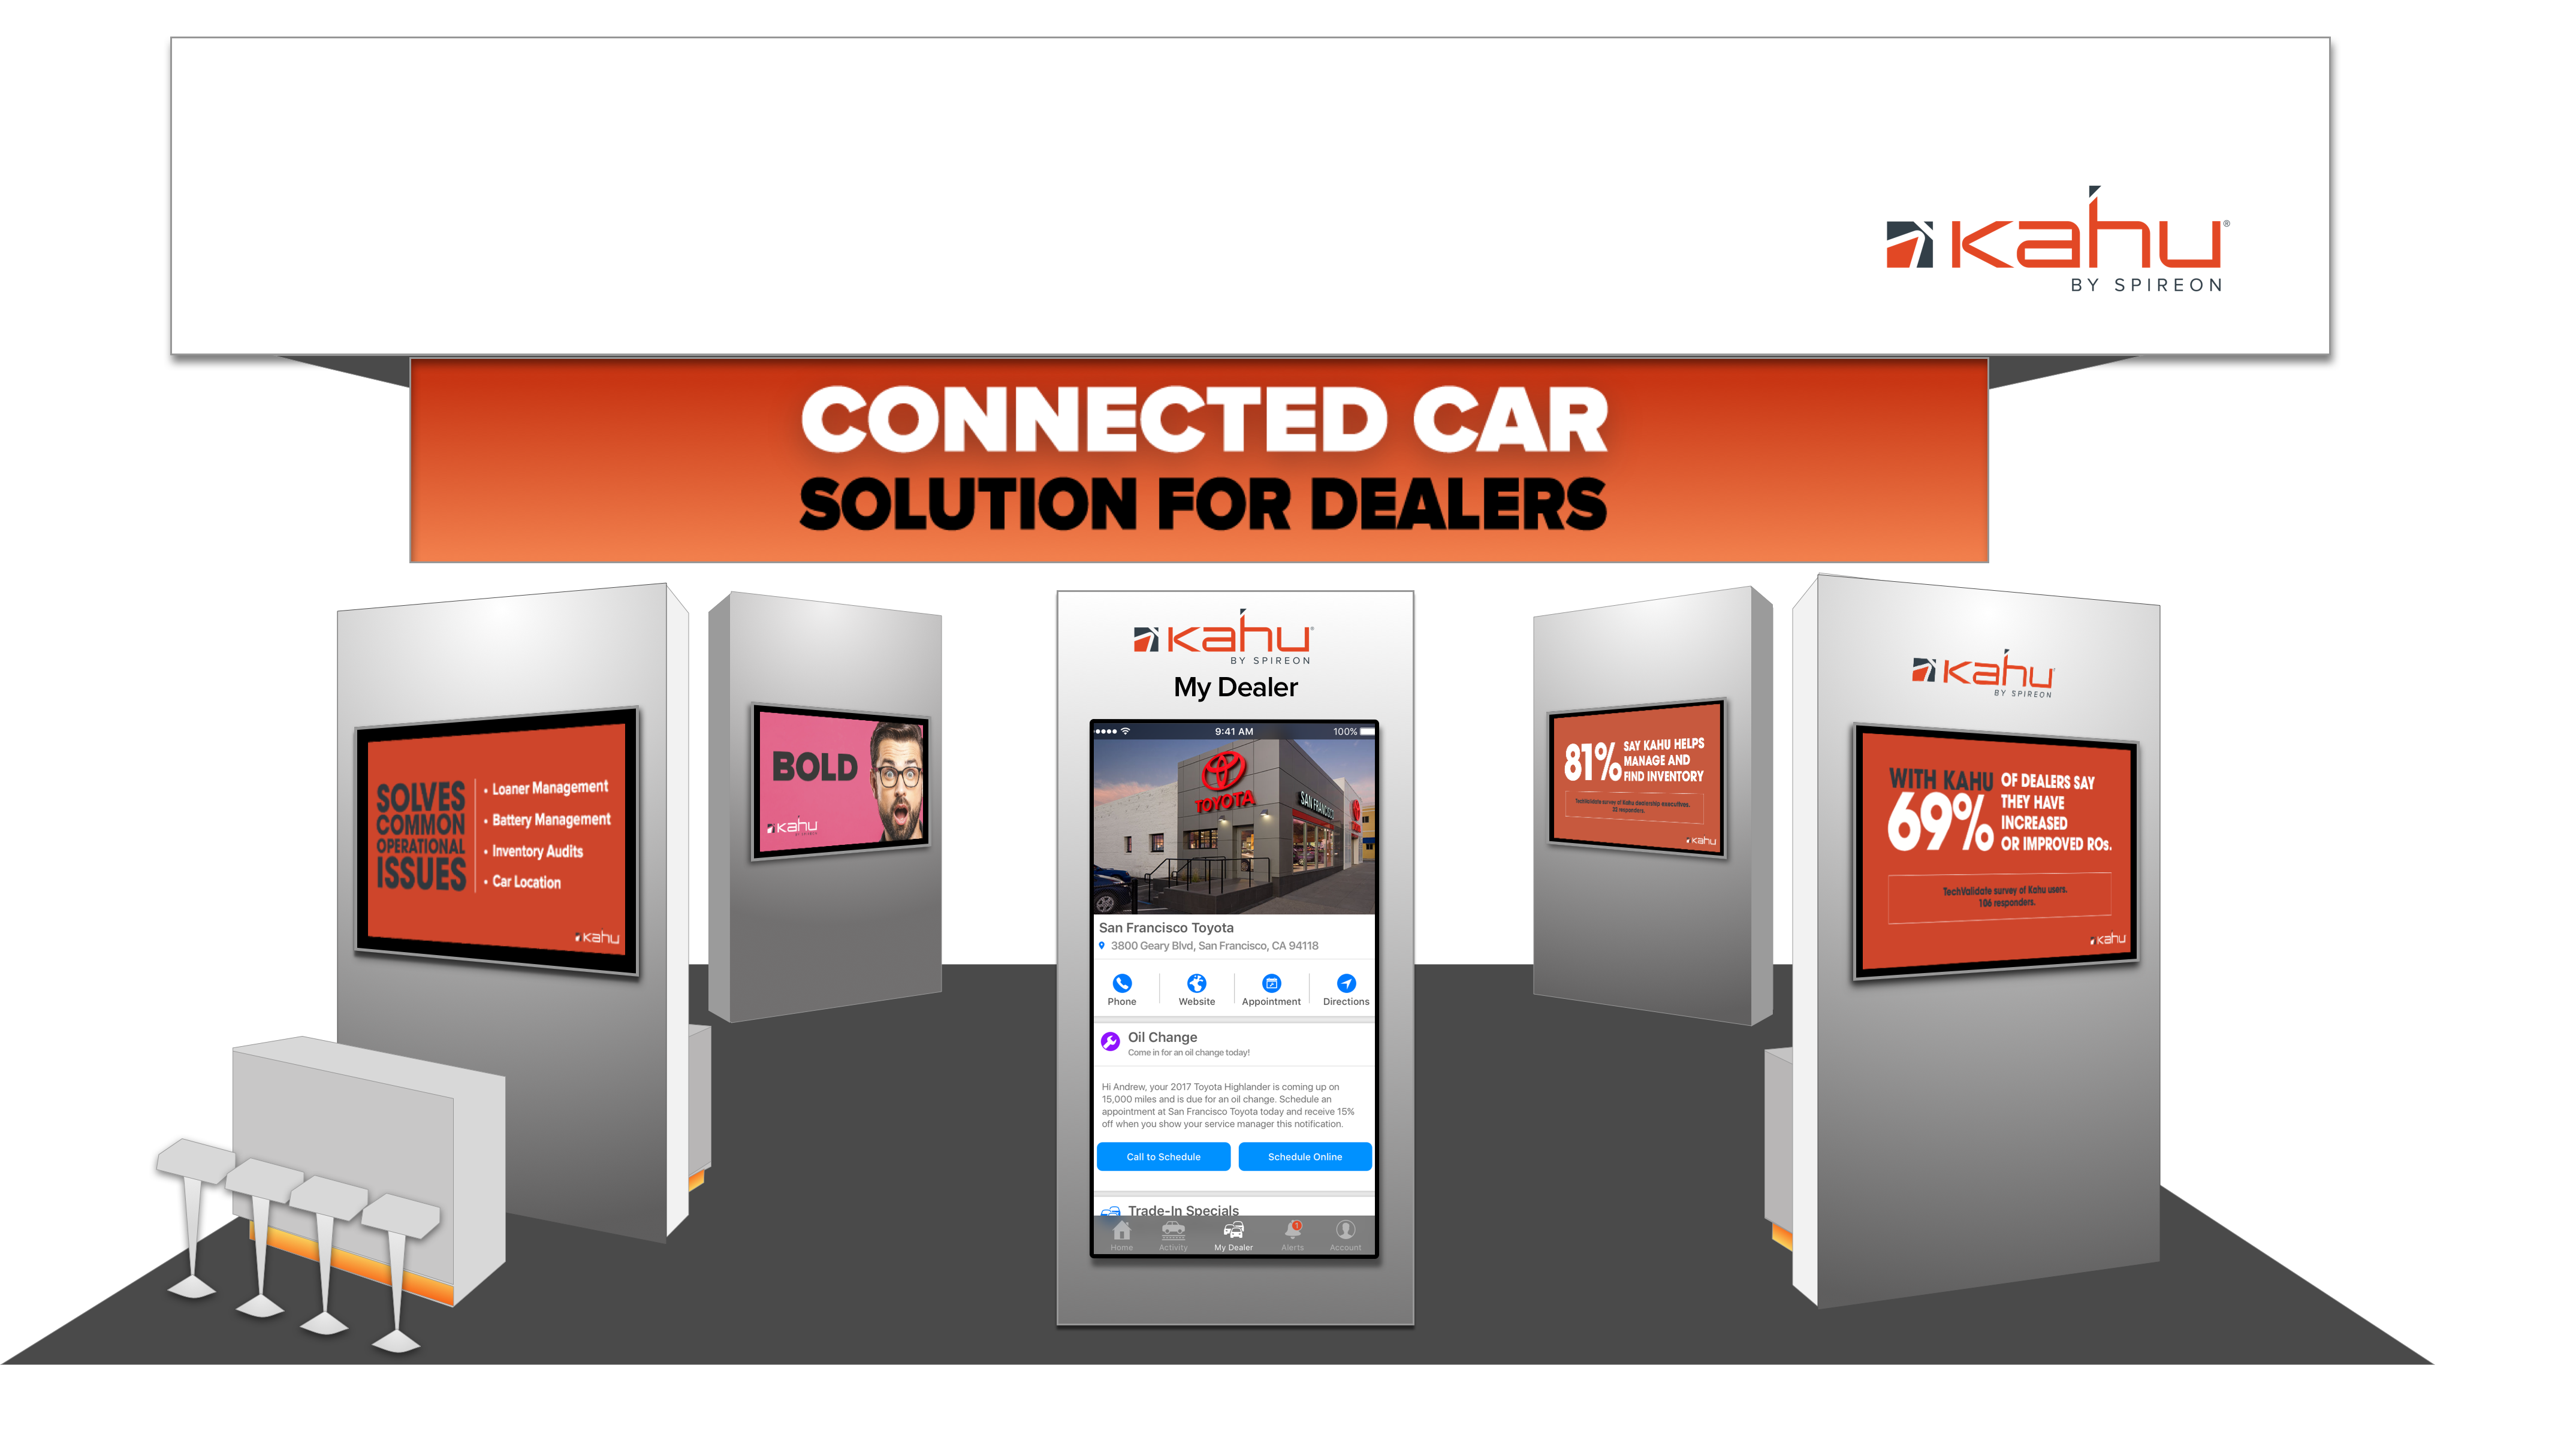 kahu®
BY SPIREON
CONNECTED CAR
SOLUTION FOR DEALERS
SOLVES
COMMON
OPERATIONAL
ISSUES
• Loaner Management
• Battery Management
• Inventory Audits
• Car Location
kahu
BOLD
kahu
kahu
BY SPIREON
My Dealer
9:41 AM
100%
TOYOTA
SAN FRANCISCO
San Francisco Toyota
3800 Geary Blvd, San Francisco, CA 94118
Phone
Website
Appointment
Directions
Oil Change
Come in for an oil change today!
Hi Andrew, your 2017 Toyota Highlander is coming up on
15,000 miles and is due for an oil change. Schedule an
appointment at San Francisco Toyota today and receive 15%
off when you show your service manager this notification.
Call to Schedule
Schedule Online
Trade-In Specials
Home
Activity
My Dealer
1
Alerts
Account
81%
SAY KAHU HELPS
MANAGE AND
FIND INVENTORY
TechValidate survey of Kahu dealership executives.
kahu
kahu
BY SPIREON
WITH KAHU
69%
OF DEALERS SAY
THEY HAVE
INCREASED
OR IMPROVED ROs.
TechValidate survey of Kahu users.
106 responders.
kahu